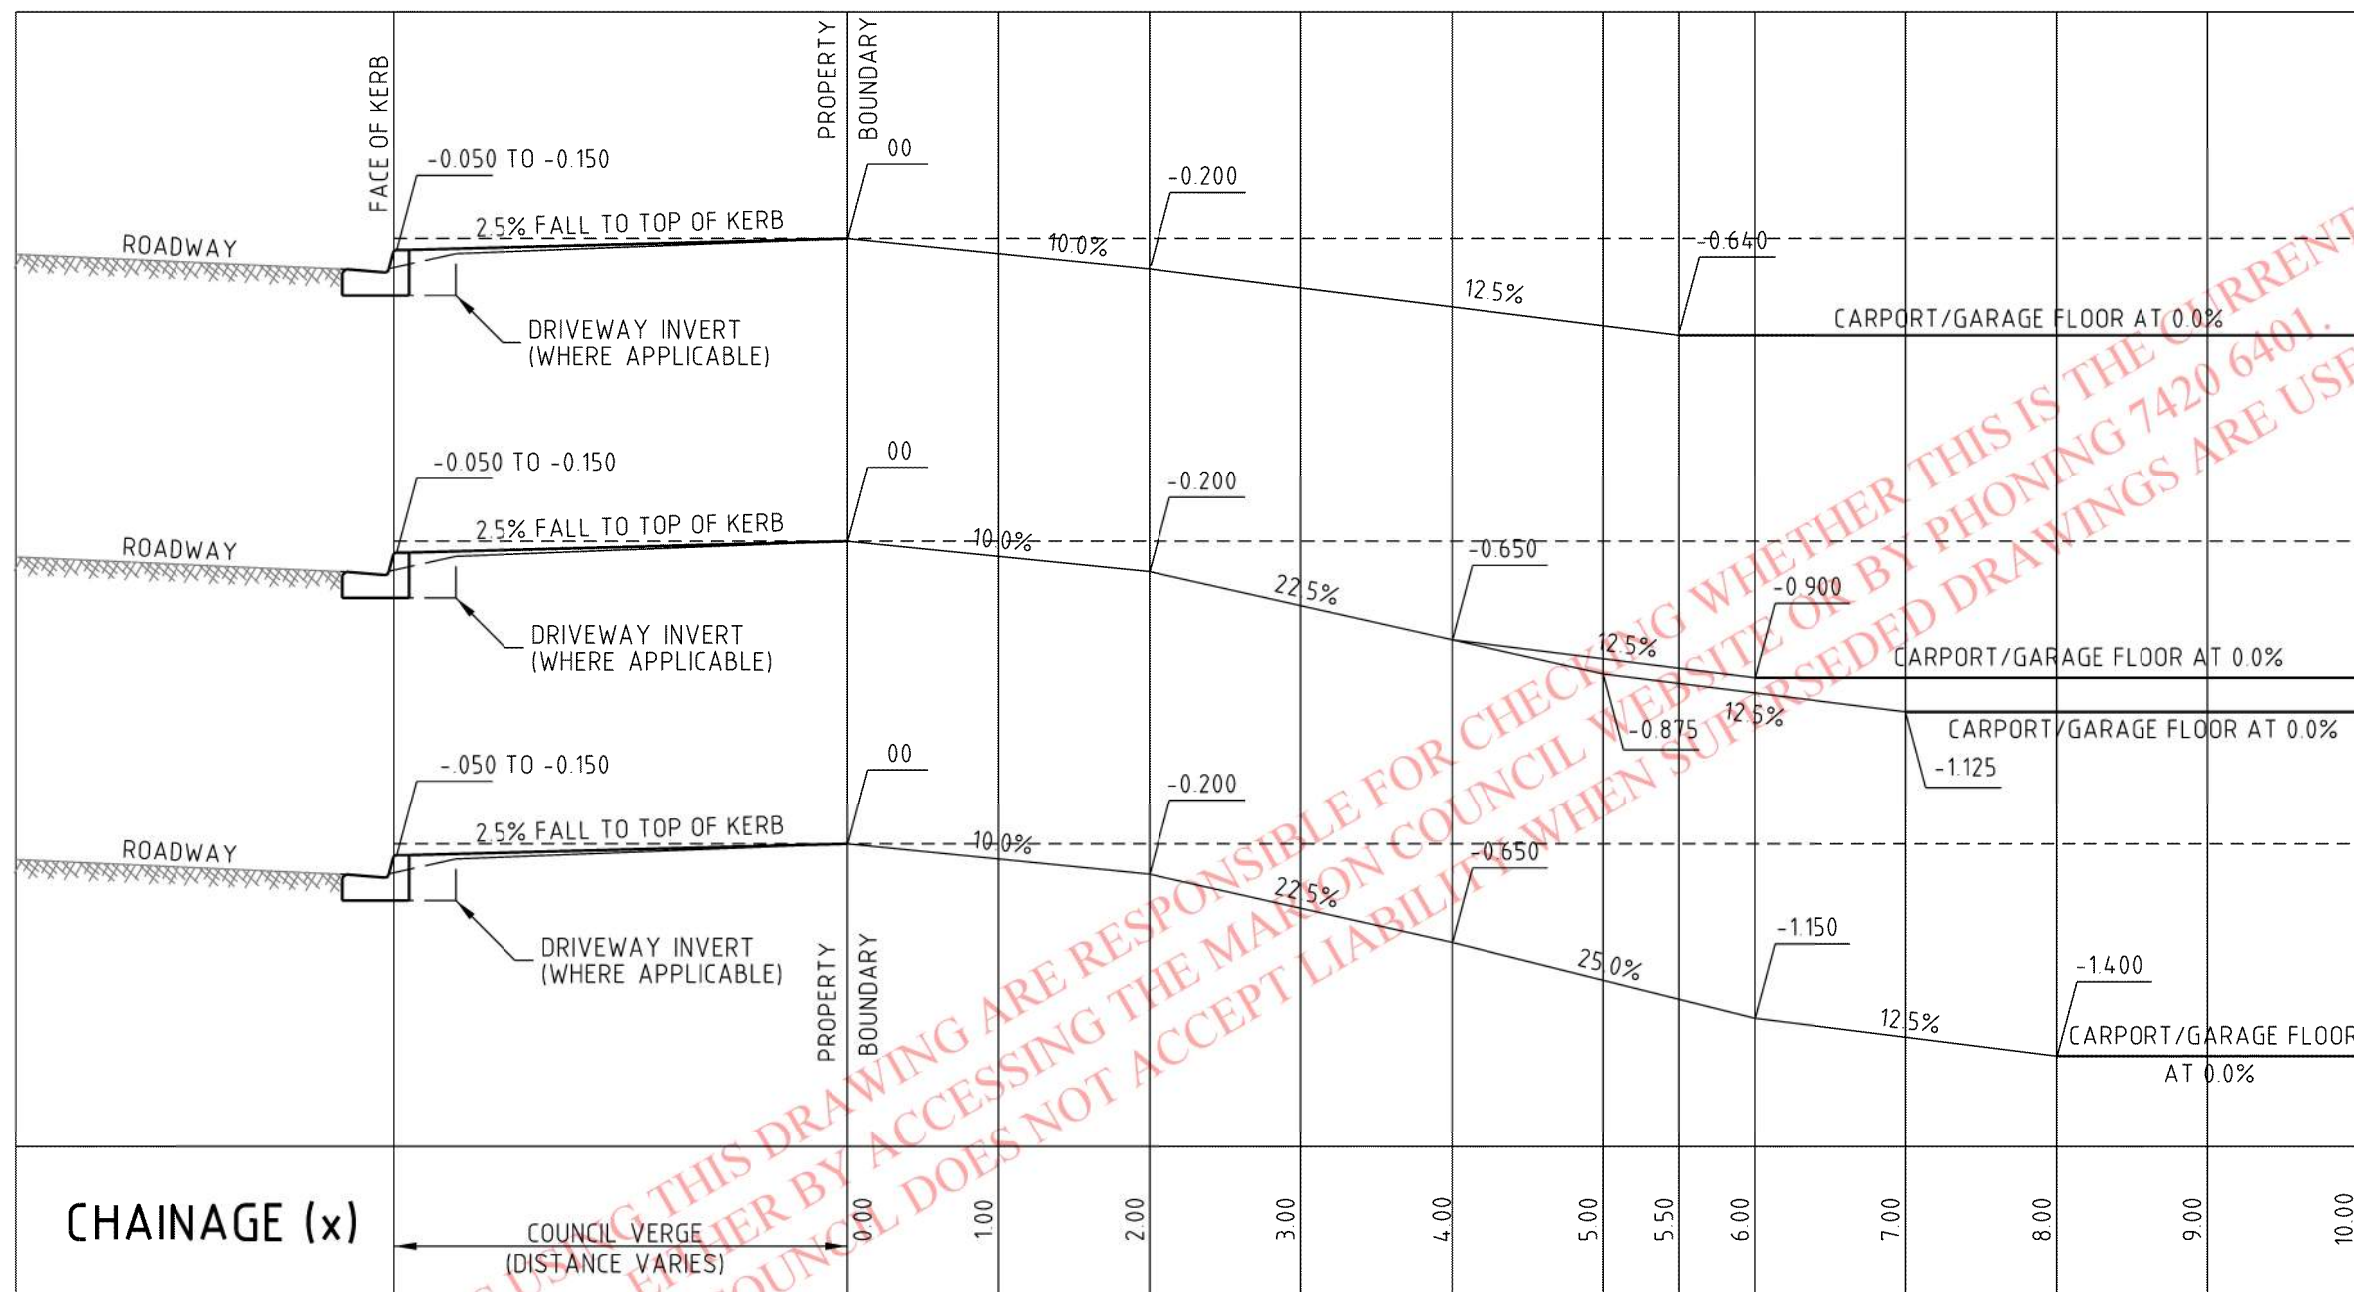 FACE OF KERB
PROPERTY
BOUNDARY
-0.050 TO -0.150
00
-0.200
2.5% FALL TO TOP OF KERB
ROADWAY
10.0%
-0.640
12.5%
CARPORT/GARAGE FLOOR AT 0.0%
DRIVEWAY INVERT
(WHERE APPLICABLE)
-0.050 TO -0.150
00
-0.200
2.5% FALL TO TOP OF KERB
ROADWAY
10.0%
-0.650
22.5%
-0.900
12.5%
CARPORT/GARAGE FLOOR AT 0.0%
DRIVEWAY INVERT
(WHERE APPLICABLE)
12.5%
-0.875
CARPORT/GARAGE FLOOR AT 0.0%
-1.125
-.050 TO -0.150
00
-0.200
2.5% FALL TO TOP OF KERB
ROADWAY
10.0%
-0.650
22.5%
-1.150
25.0%
-1.400
12.5%
CARPORT/GARAGE FLOOR
AT 0.0%
DRIVEWAY INVERT
(WHERE APPLICABLE)
PROPERTY
BOUNDARY
CHAINAGE (x)
COUNCIL VERGE
(DISTANCE VARIES)
0.00
1.00
2.00
3.00
4.00
5.00
5.50
6.00
7.00
8.00
9.00
10.00
USING THIS DRAWING ARE RESPONSIBLE FOR CHECKING WHETHER THIS IS THE CURRENT
EITHER BY ACCESSING THE MARION COUNCIL WEBSITE OR BY PHONING 7420 6401.
COUNCIL DOES NOT ACCEPT LIABILITY WHEN SUPERSEDED DRAWINGS ARE USE